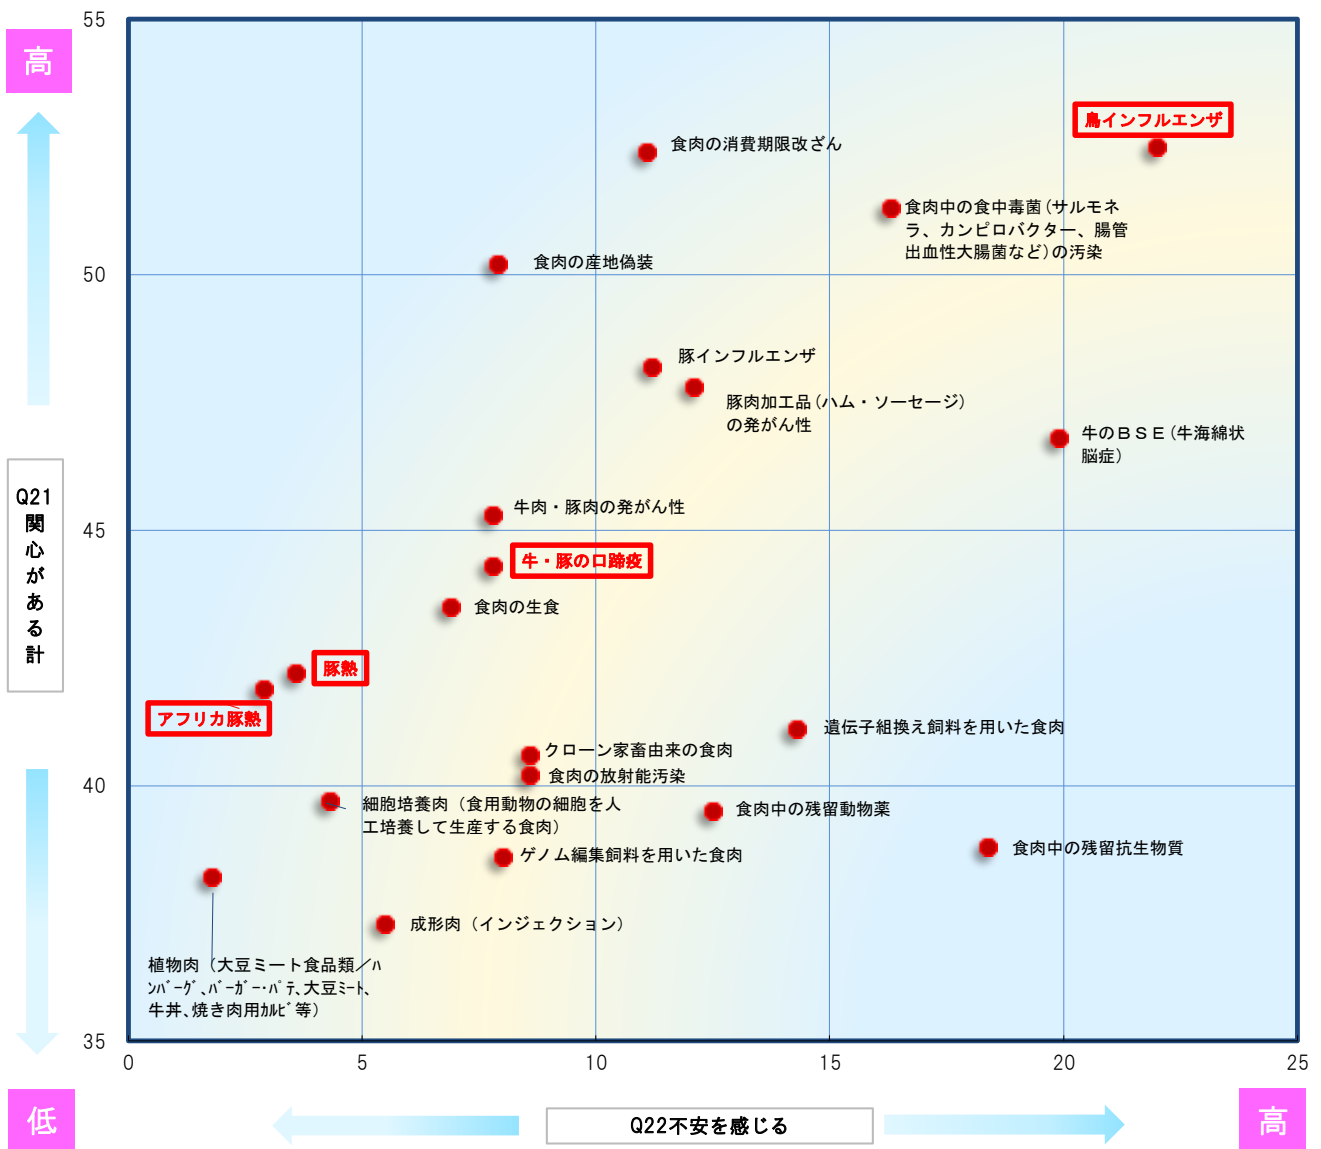 55
高
鳥インフルエンザ
食肉の消費期限改ざん
食肉中の食中毒菌(サルモネ
ラ、カンピロバクター、腸管
出血性大腸菌など)の汚染
食肉の産地偽装
50
豚インフルエンザ
豚肉加工品(ハム・ソーセージ)
の発がん性
牛のＢＳＥ(牛海綿状
脳症)
Q21
関
心
が
あ
る
計
牛肉・豚肉の発がん性
45
牛・豚の口蹄疫
食肉の生食
豚熱
アフリカ豚熱
遺伝子組換え飼料を用いた食肉
クローン家畜由来の食肉
食肉の放射能汚染
40
細胞培養肉（食用動物の細胞を人
工培養して生産する食肉）
食肉中の残留動物薬
食肉中の残留抗生物質
ゲノム編集飼料を用いた食肉
成形肉（インジェクション）
植物肉（大豆ミート食品類／ﾊ
ﾝﾊﾞｰｸﾞ、ﾊﾞｰｶﾞｰ・ﾊﾟﾃ、大豆ﾐｰﾄ、
牛丼、焼き肉用ｶﾙﾋﾞ等）
35
0
5
10
15
20
25
低
Q22不安を感じる
高